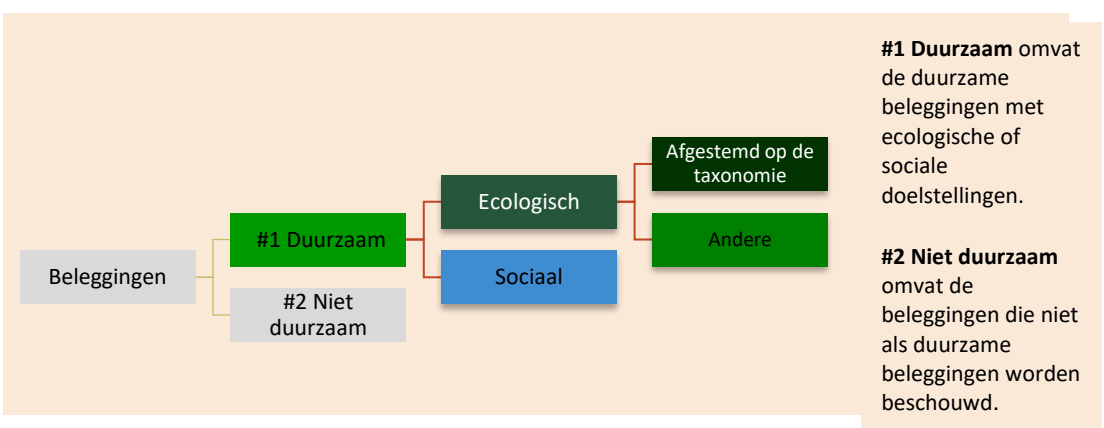 Beleggingen
#1 Duurzaam
#2 Niet
duurzaam
Ecologisch
Sociaal
Afgestemd op de
taxonomie
Andere
#1 Duurzaam omvat
de duurzame
beleggingen met
ecologische of
sociale
doelstellingen.
#2 Niet duurzaam
omvat de
beleggingen die niet
als duurzame
beleggingen worden
beschouwd.